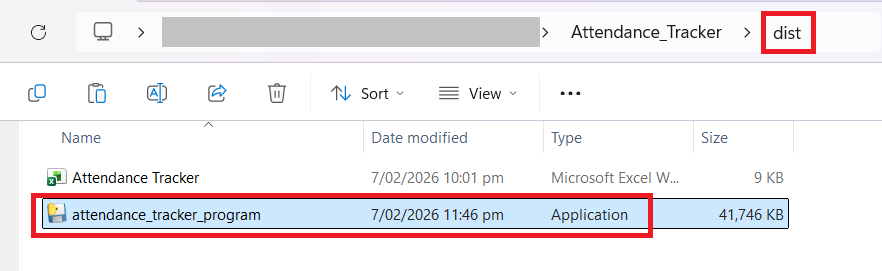 Attendance_Tracker > dist
Sort View ...
Name Date modified Type Size
Attendance Tracker 7/02/2026 10:01 pm Microsoft Excel W... 9 KB
attendance_tracker_program 7/02/2026 11:46 pm Application 41,746 KB